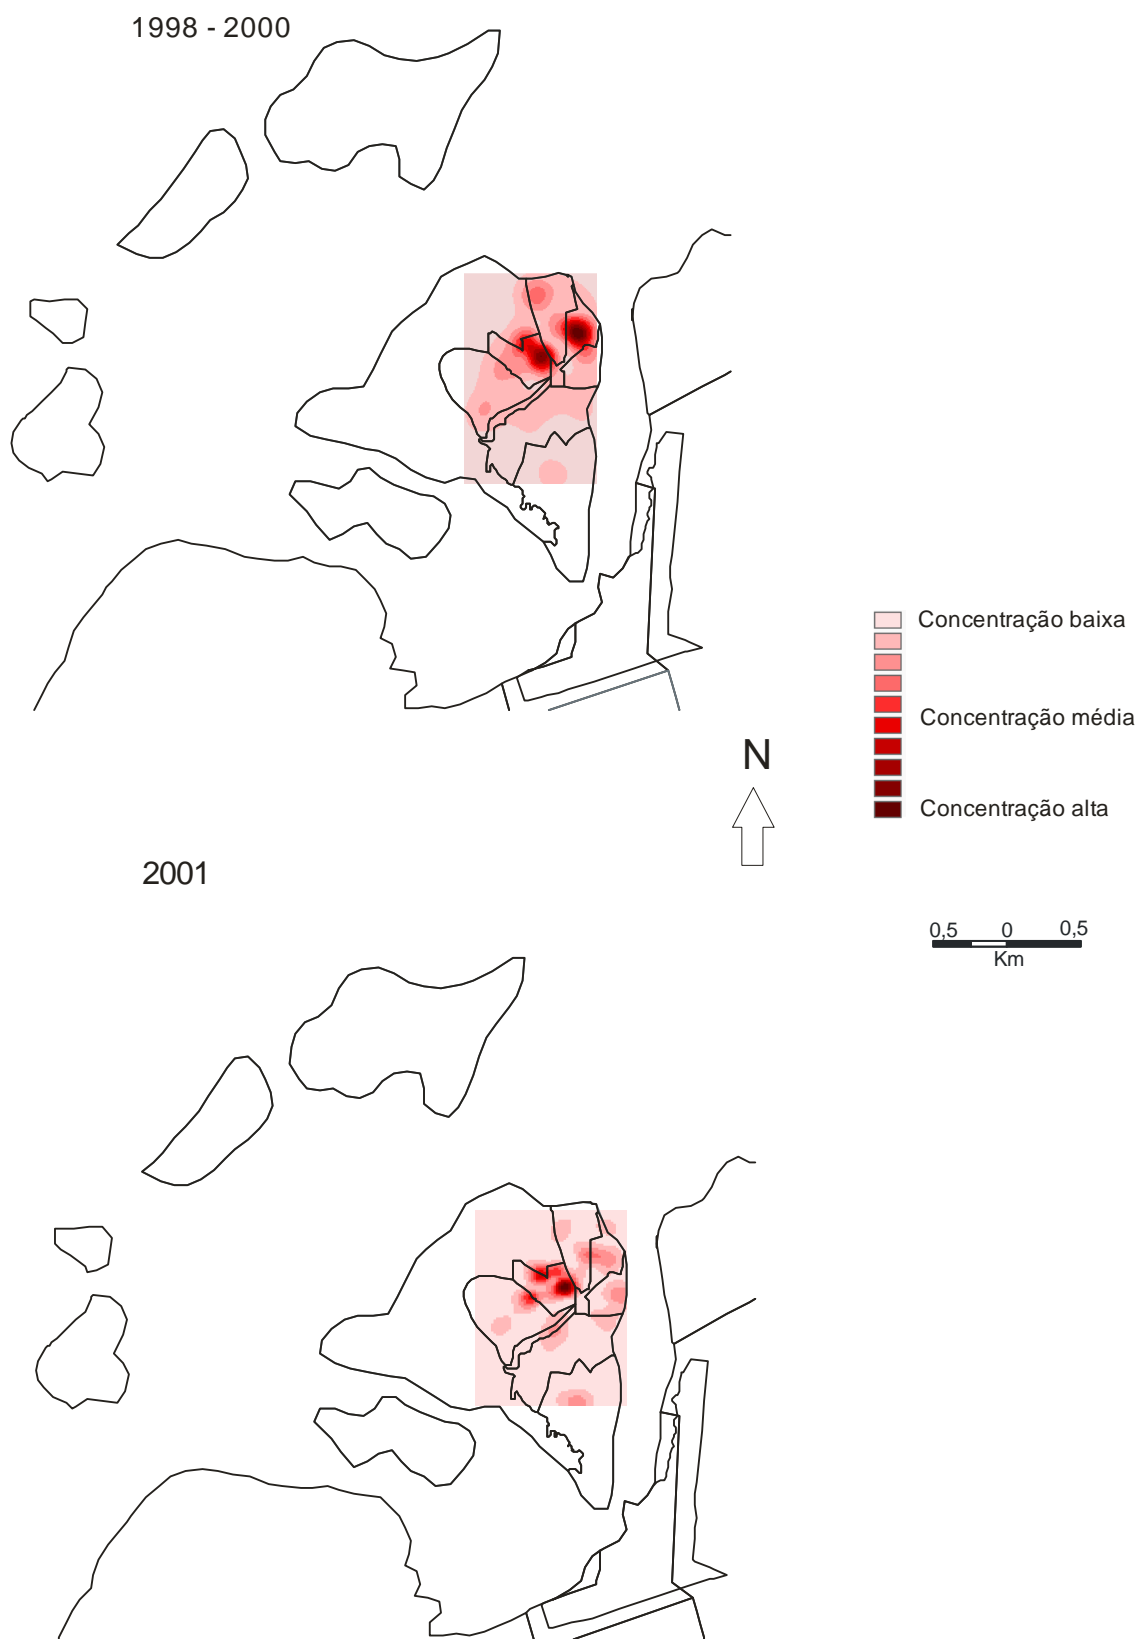 1998 - 2000
Concentração baixa
Concentração média
Concentração alta
N
2001
0,5 0 0,5
Km